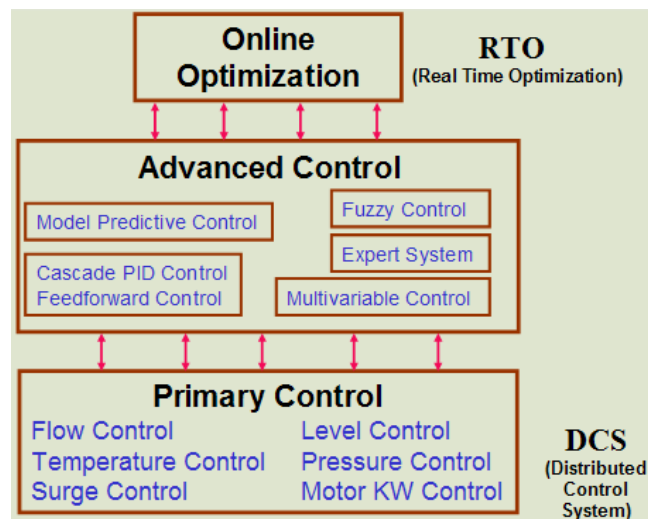 Online
Optimization
RTO
(Real Time Optimization)
Advanced Control
Model Predictive Control
Fuzzy Control
Expert System
Cascade PID Control
Feedforward Control
Multivariable Control
Primary Control
Flow Control
Level Control
Temperature Control
Pressure Control
Surge Control
Motor KW Control
DCS
(Distributed
Control
System)